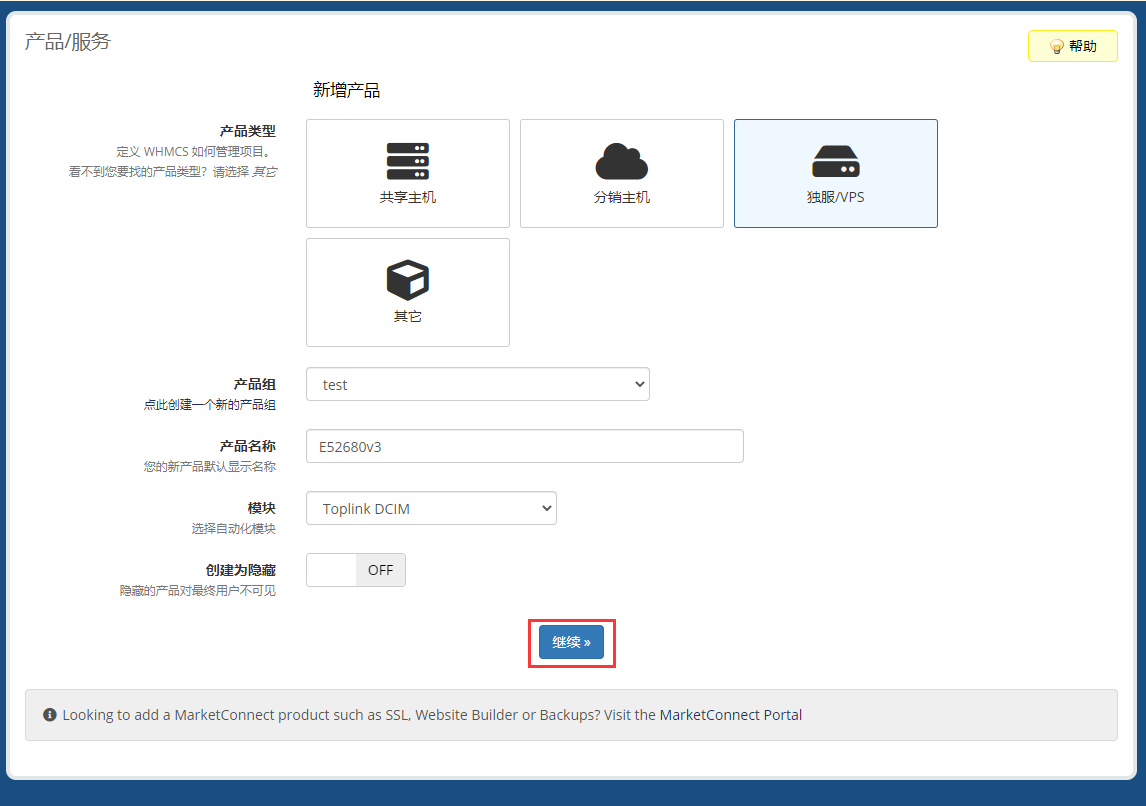 产品/服务
帮助
新增产品
产品类型
定义 WHMCS 如何管理项目。
看不到您要找的产品类型？请选择 其它
共享主机
分销主机
独服/VPS
其它
产品组
点此创建一个新的产品组
test
产品名称
您的新产品默认显示名称
E52680v3
模块
选择自动化模块
Toplink DCIM
创建为隐藏
隐藏的产品对最终用户不可见
OFF
继续 »
Looking to add a MarketConnect product such as SSL, Website Builder or Backups? Visit the MarketConnect Portal